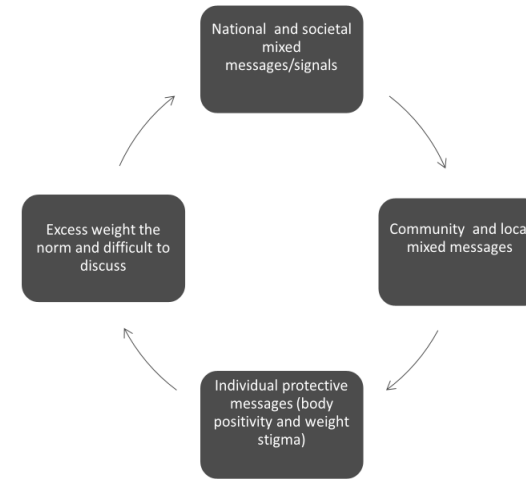 National and societal
mixed
messages/signals
Community and loca
mixed messages
Individual protective
messages (body
positivity and weight
stigma)
Excess weight the
norm and difficult to
discuss